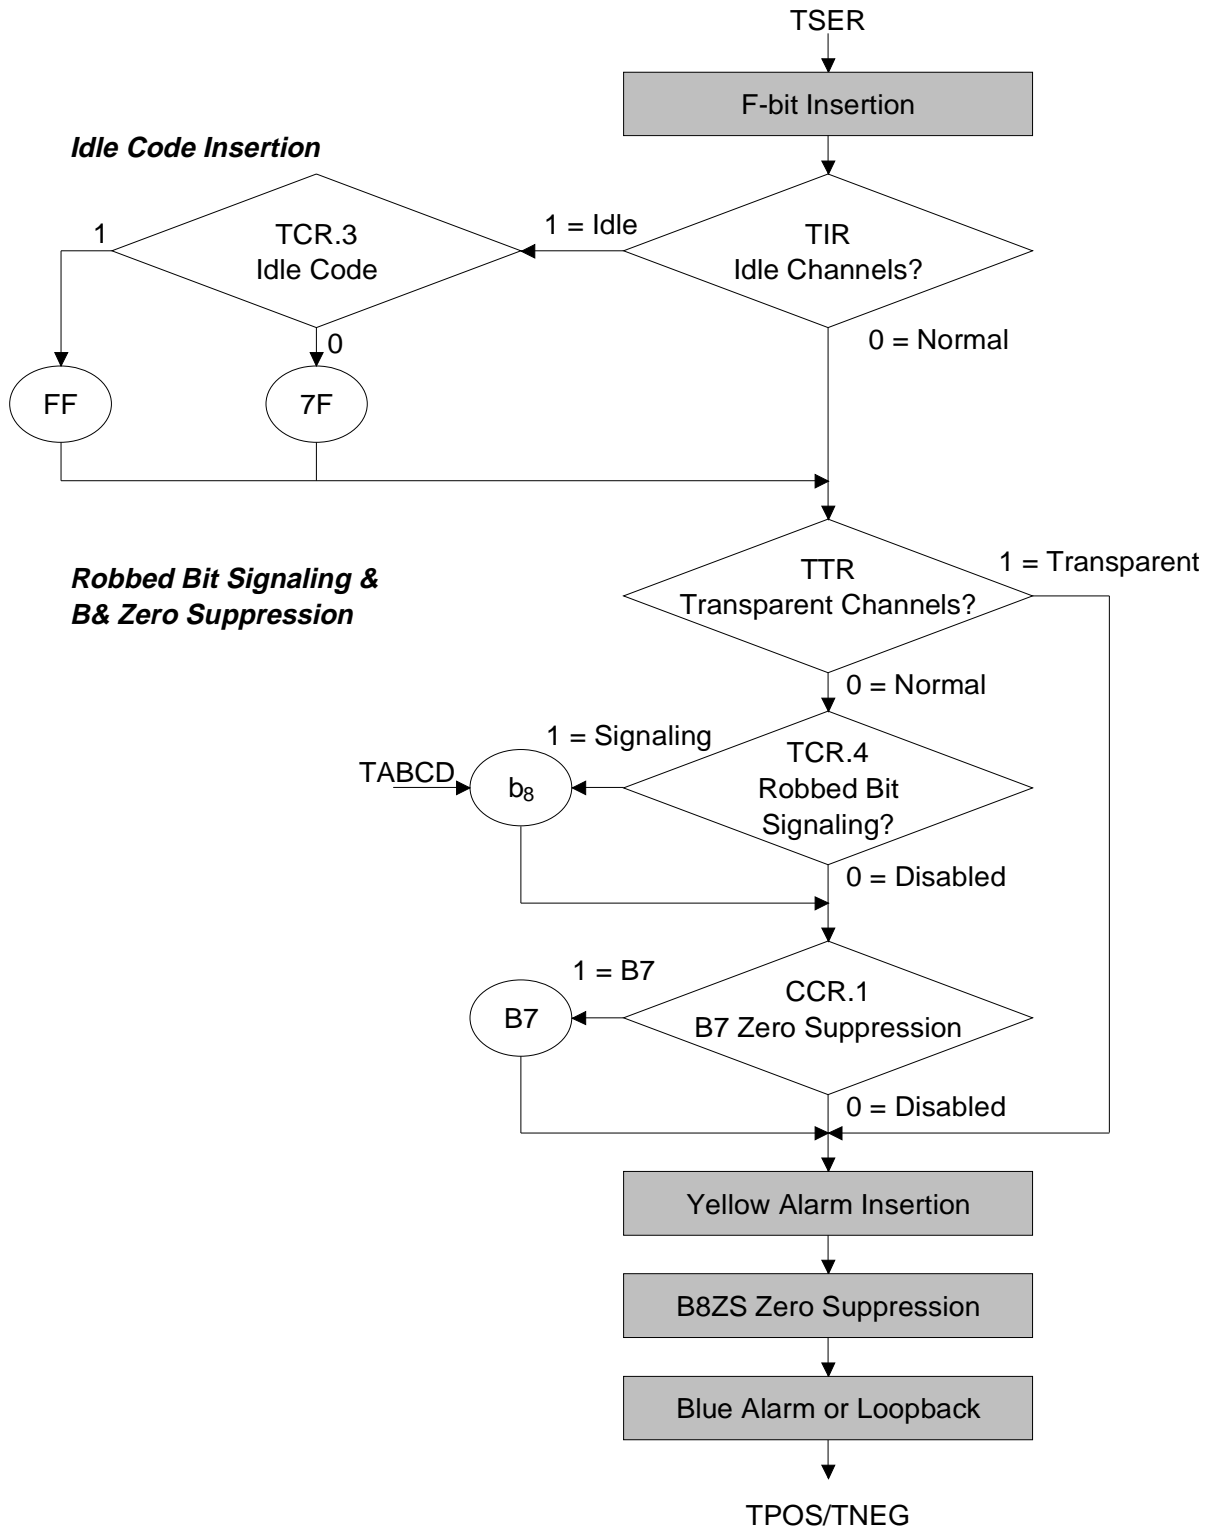 TSER
F-bit Insertion
Idle Code Insertion
1
TCR.3
Idle Code
1 = Idle
TIR
Idle Channels?
0
0 = Normal
FF
7F
Robbed Bit Signaling &
B& Zero Suppression
TTR
Transparent Channels?
1 = Transparent
0 = Normal
1 = Signaling
TABCD
b₈
TCR.4
Robbed Bit
Signaling?
0 = Disabled
1 = B7
B7
CCR.1
B7 Zero Suppression
0 = Disabled
Yellow Alarm Insertion
B8ZS Zero Suppression
Blue Alarm or Loopback
TPOS/TNEG